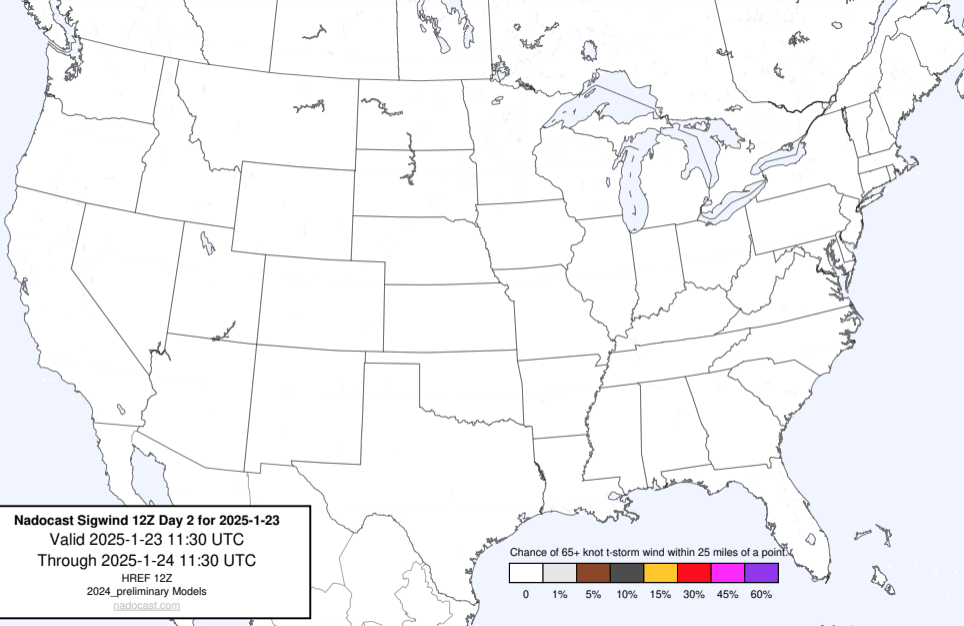 Nadocast Sigwind 12Z Day 2 for 2025-1-23
Valid 2025-1-23 11:30 UTC
Through 2025-1-24 11:30 UTC
HREF 12Z
2024_preliminary Models
nadocast.com
Chance of 65+ knot t-storm wind within 25 miles of a point.
0 1% 5% 10% 15% 30% 45% 60%